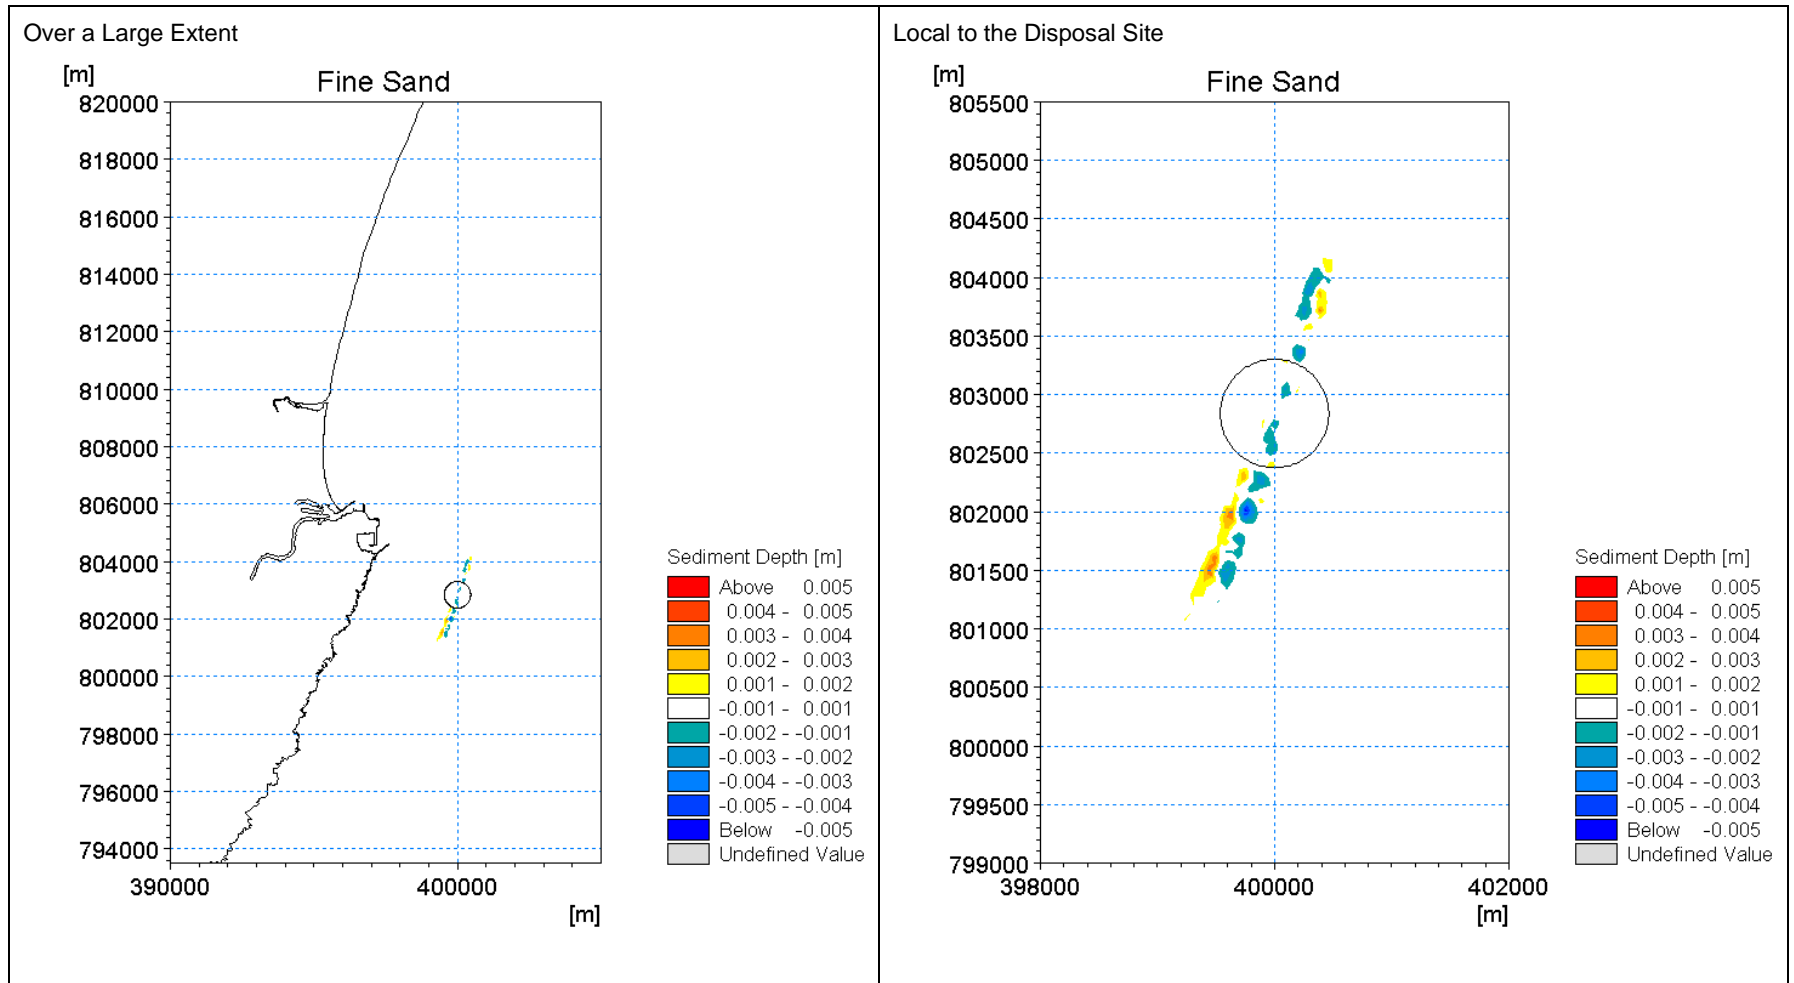 Over a Large Extent
[m]
Fine Sand
820000
818000
816000
814000
812000
810000
808000
806000
804000
802000
800000
798000
796000
794000
390000 400000
[m]
Sediment Depth [m]
Above 0.005
0.004 - 0.005
0.003 - 0.004
0.002 - 0.003
0.001 - 0.002
-0.001 - 0.001
-0.002 - -0.001
-0.003 - -0.002
-0.004 - -0.003
-0.005 - -0.004
Below -0.005
Undefined Value
Local to the Disposal Site
[m]
Fine Sand
805500
805000
804500
804000
803500
803000
802500
802000
801500
801000
800500
800000
799500
799000
398000 400000 402000
[m]
Sediment Depth [m]
Above 0.005
0.004 - 0.005
0.003 - 0.004
0.002 - 0.003
0.001 - 0.002
-0.001 - 0.001
-0.002 - -0.001
-0.003 - -0.002
-0.004 - -0.003
-0.005 - -0.004
Below -0.005
Undefined Value